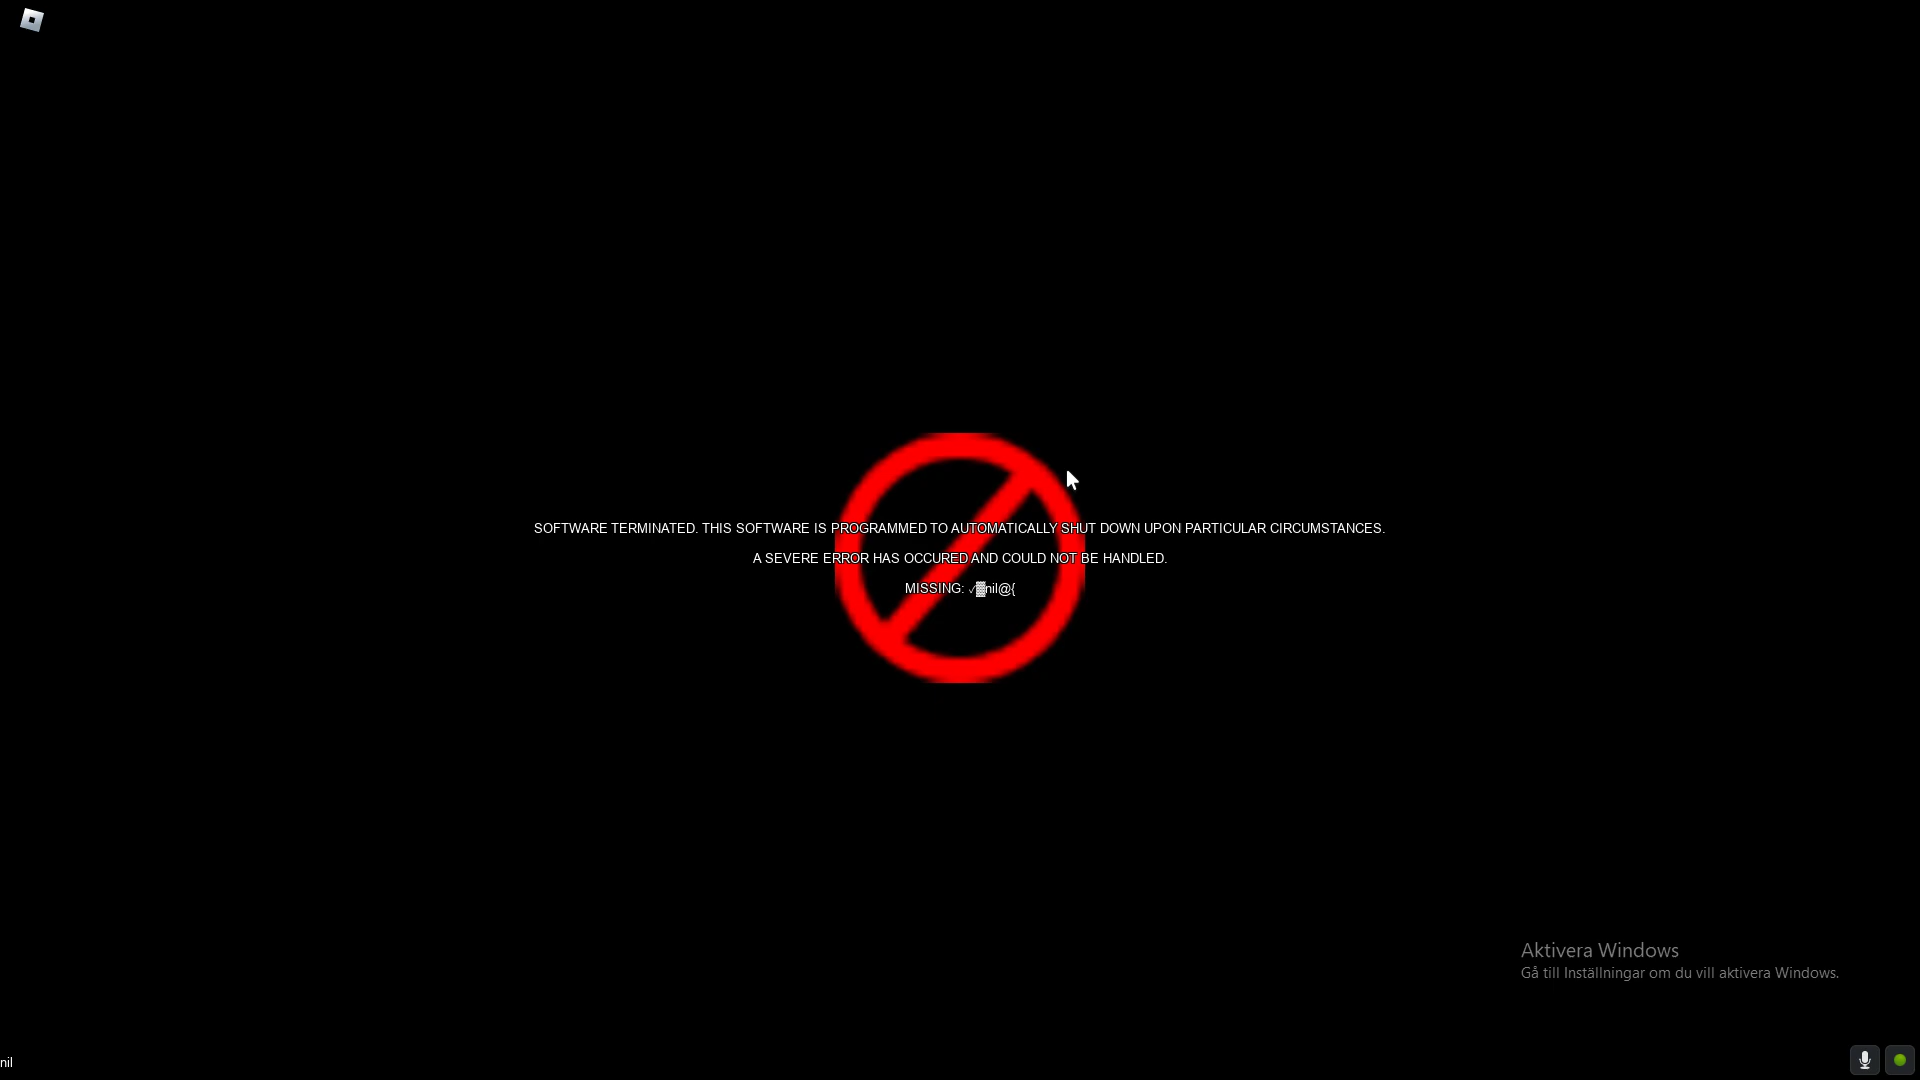 SOFTWARE TERMINATED. THIS SOFTWARE IS PROGRAMMED TO AUTOMATICALLY SHUT DOWN UPON PARTICULAR CIRCUMSTANCES.
A SEVERE ERROR HAS OCCURED AND COULD NOT BE HANDLED.
MISSING: ✓▓nil@{
Aktivera Windows
Gå till Inställningar om du vill aktivera Windows.
nil